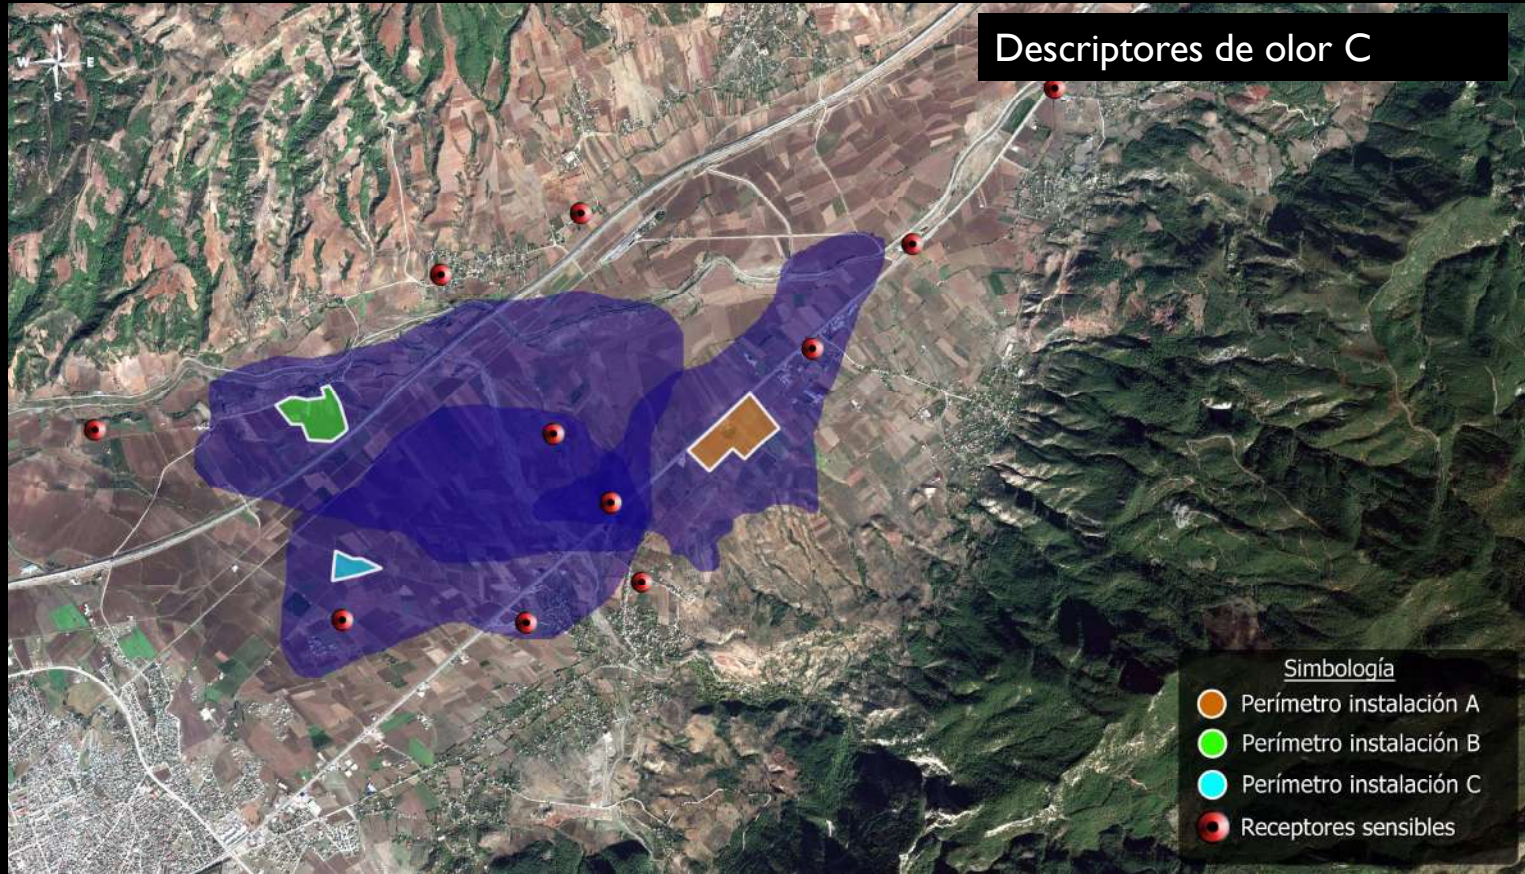 Descriptores de olor C
N
W E
S
Simbología
Perímetro instalación A
Perímetro instalación B
Perímetro instalación C
Receptores sensibles